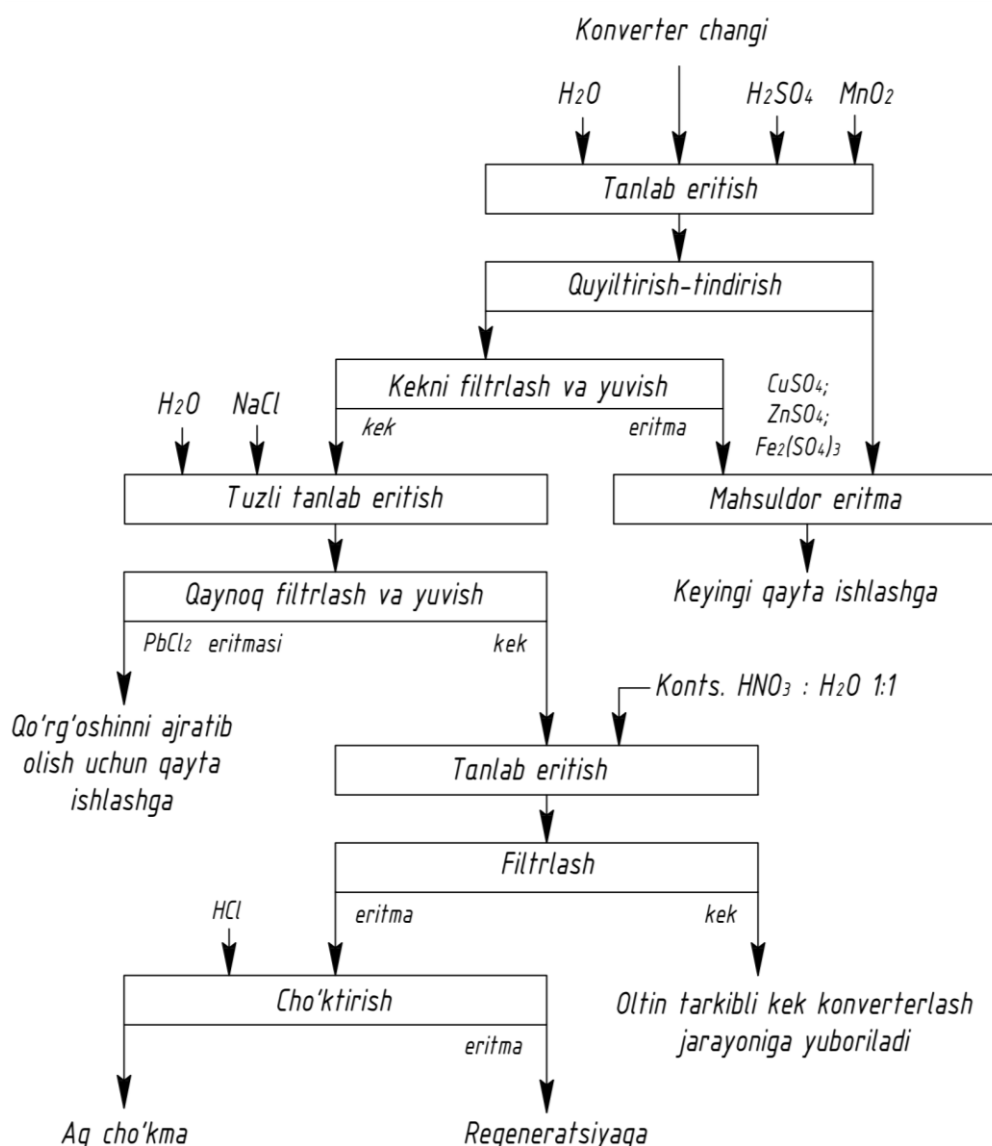 Konverter changi
H₂O
H₂SO₄
MnO₂
Tanlab eritish
Quyiltirish-tindirish
Kekni filtrlash va yuvish
kek
eritma
CuSO₄;
ZnSO₄;
Fe₂(SO₄)₃
H₂O
NaCl
Tuzli tanlab eritish
Mahsuldor eritma
Qaynoq filtrlash va yuvish
PbCl₂ eritmasi
kek
Keyingi qayta ishlashga
Konts. HNO₃ : H₂O 1:1
Qo'rg'oshinni ajratib
olish uchun qayta
ishlashga
Tanlab eritish
Filtrlash
eritma
kek
HCl
Cho'ktirish
eritma
Oltin tarkibli kek konverterlash
jarayoniga yuboriladi
Ag cho'kma
Regeneratsiyaga